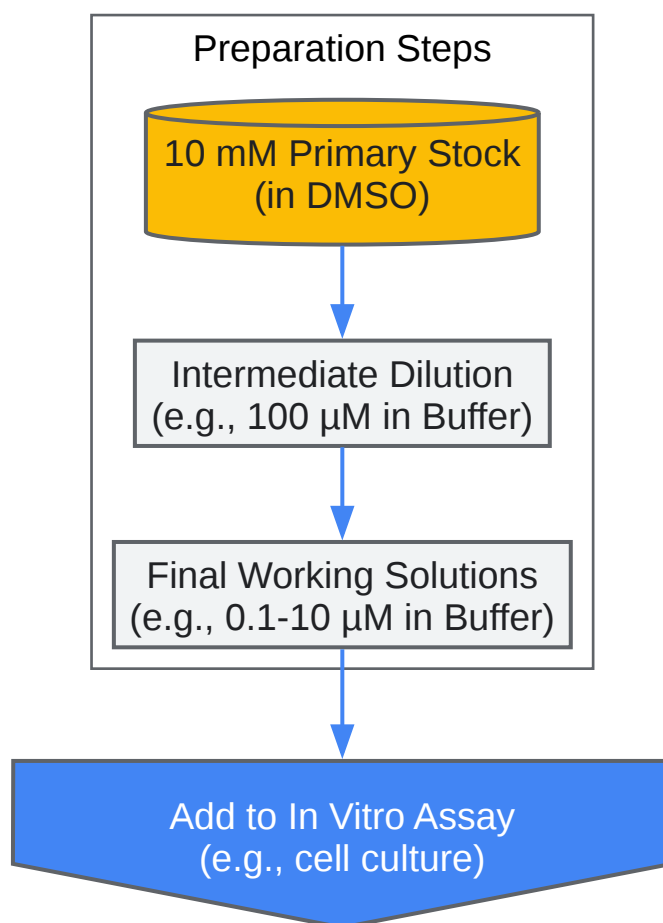 Preparation Steps
10 mM Primary Stock
(in DMSO)
Intermediate Dilution
(e.g., 100 µM in Buffer)
Final Working Solutions
(e.g., 0.1-10 µM in Buffer)
Add to In Vitro Assay
(e.g., cell culture)